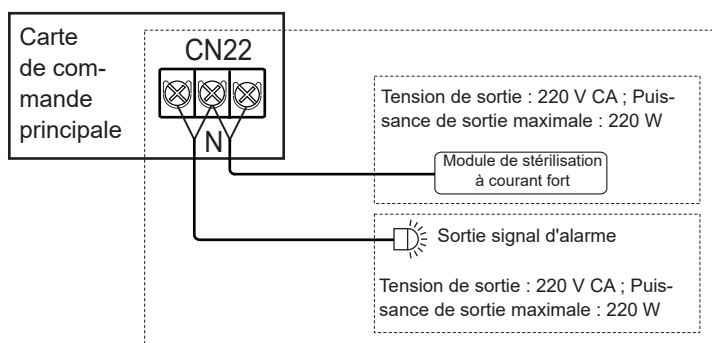 Carte
de com-
mande
principale
CN22
N
Tension de sortie : 220 V CA ; Puis-
sance de sortie maximale : 220 W
Module de stérilisation
à courant fort
Sortie signal d'alarme
Tension de sortie : 220 V CA ; Puis-
sance de sortie maximale : 220 W